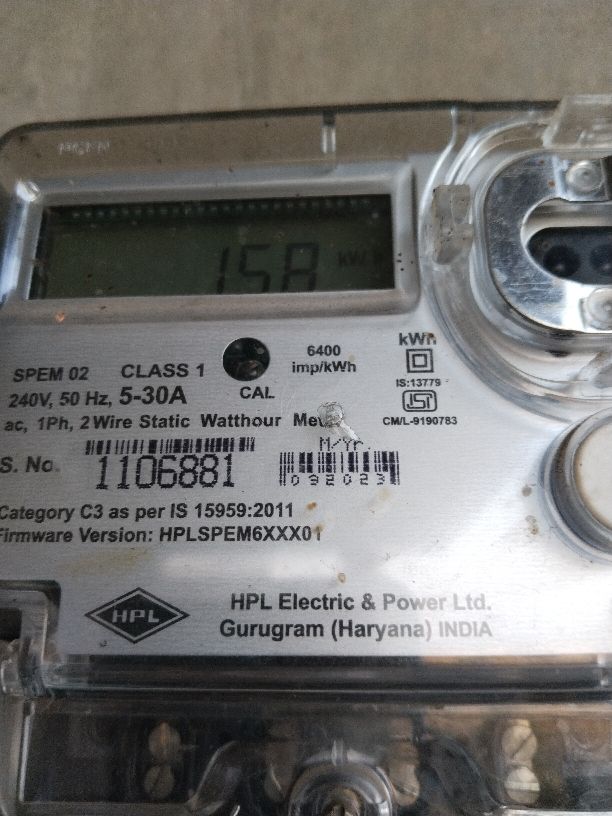 158 kWh
6400
imp/kWh
kWh
SPEM 02 CLASS 1
CAL
IS:13779
240V, 50 Hz, 5-30A
ISI
CM/L-9190783
ac, 1Ph, 2 Wire Static Watthour
M/Yr.
S. No. 1106881
092023
Category C3 as per IS 15959:2011
Firmware Version: HPLSPEM6XXX01
HPL
HPL Electric & Power Ltd.
Gurugram (Haryana) INDIA